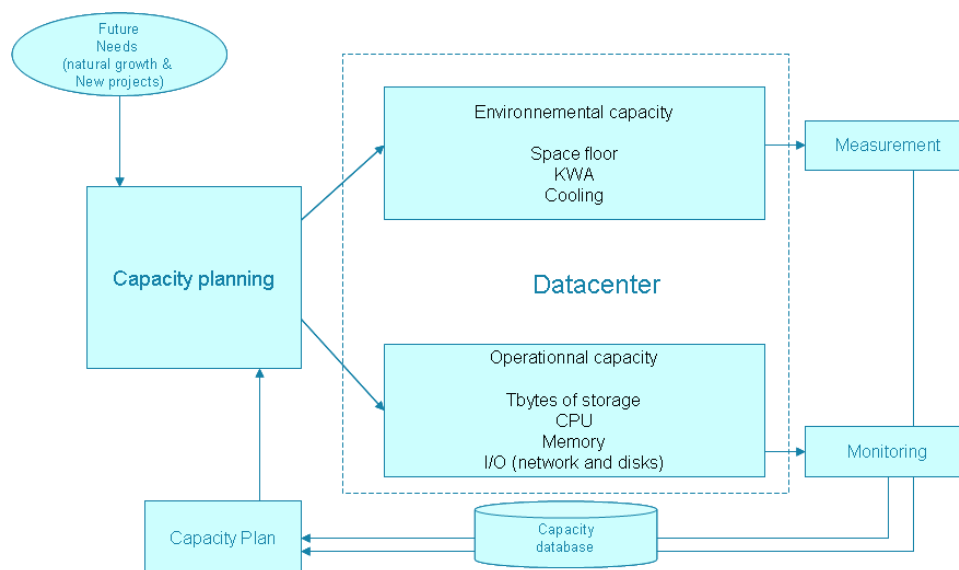 Future
Needs
(natural growth &
New projects)
Environnemental capacity
Space floor
KWA
Cooling
Measurement
Capacity planning
Datacenter
Operationnal capacity
Tbytes of storage
CPU
Memory
I/O (network and disks)
Monitoring
Capacity Plan
Capacity
database